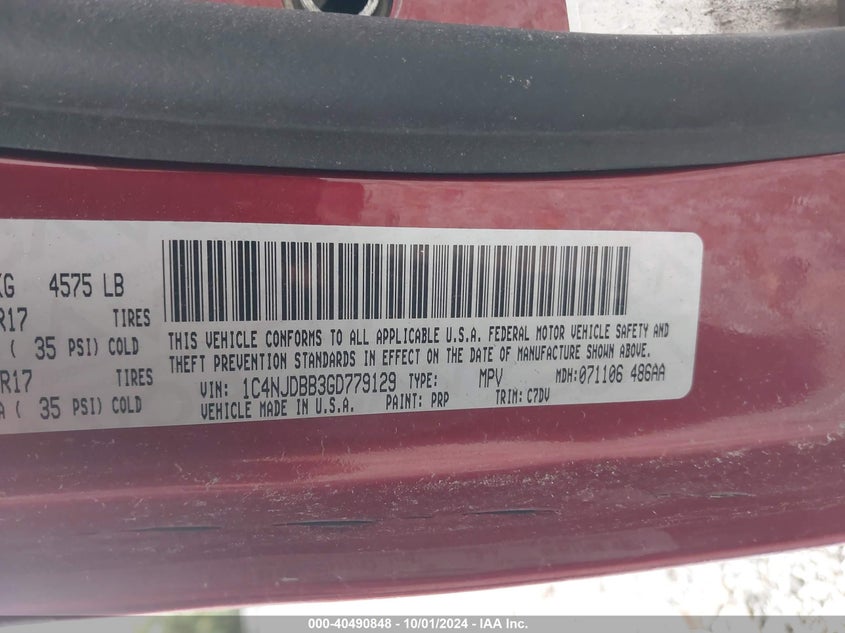 KG 4575 LB
R17 TIRES
( 35 PSI) COLD
R17 TIRES
A ( 35 PSI) COLD
THIS VEHICLE CONFORMS TO ALL APPLICABLE U.S.A. FEDERAL MOTOR VEHICLE SAFETY AND
THEFT PREVENTION STANDARDS IN EFFECT ON THE DATE OF MANUFACTURE SHOWN ABOVE.
VIN: 1C4NJDBB3GD779129 TYPE: MPV MDH:071106 486AA
VEHICLE MADE IN U.S.A. PAINT: PRP TRIM: C7DV
000-40490848 - 10/01/2024 - IAA Inc.